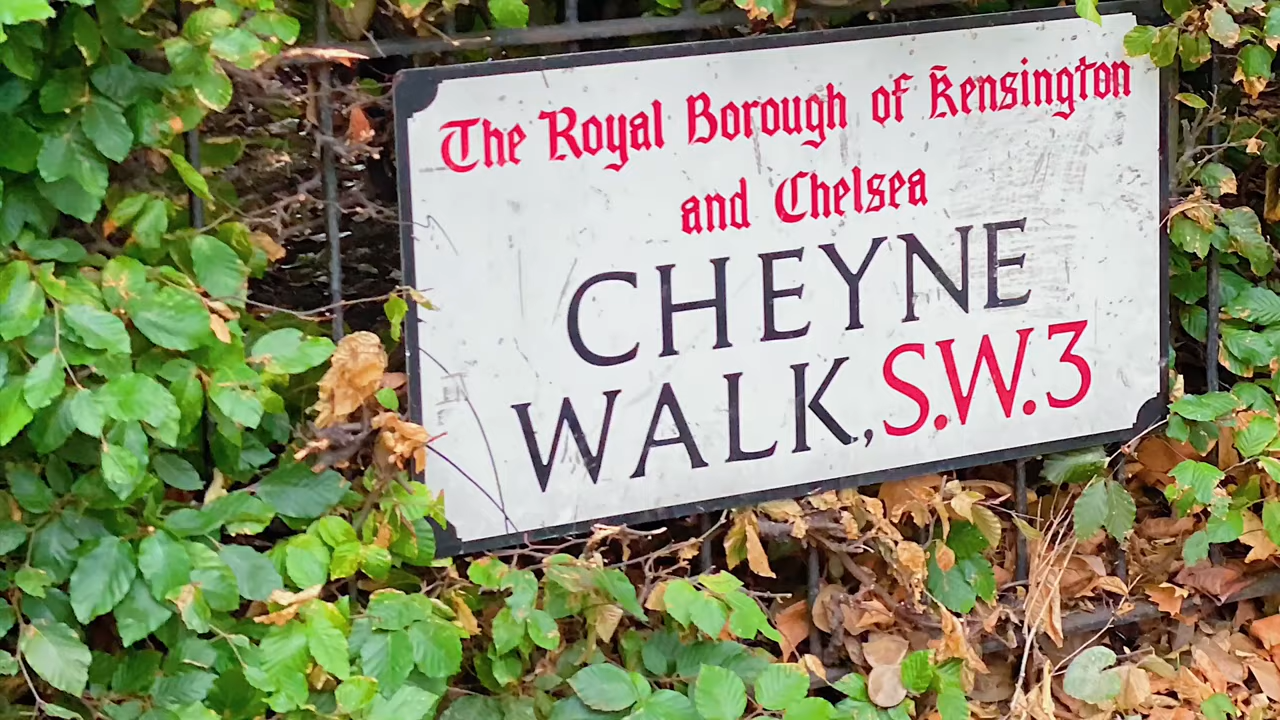 The Royal Borough of Kensington
and Chelsea
CHEYNE
WALK, S.W.3